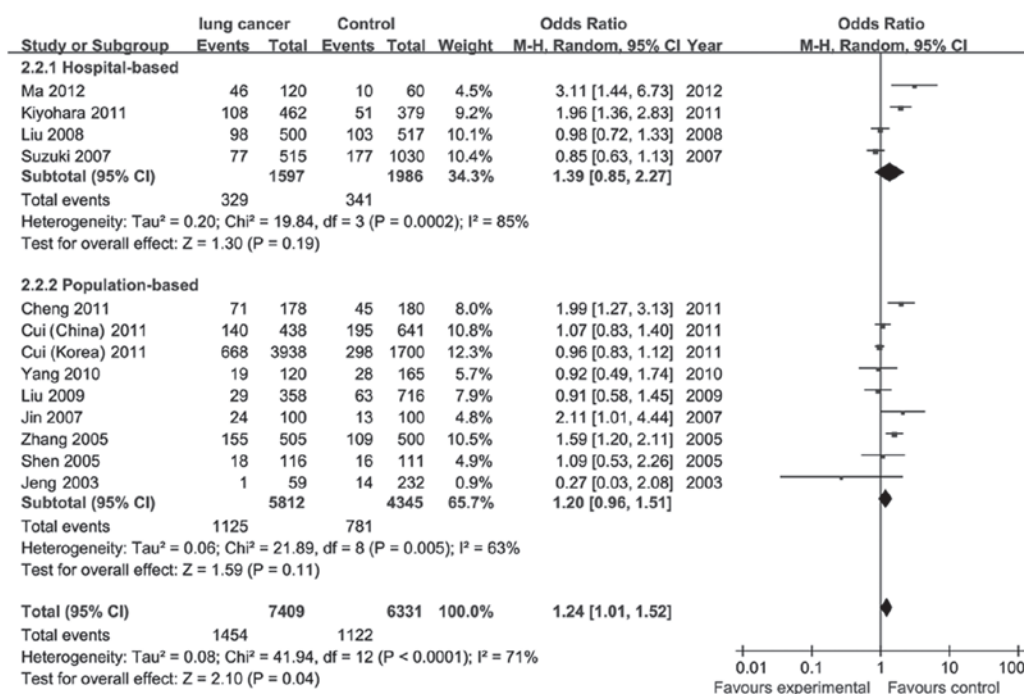 lung cancer Control Odds Ratio Odds Ratio
Study or Subgroup Events Total Events Total Weight M-H, Random, 95% CI Year M-H, Random, 95% CI
2.2.1 Hospital-based
Ma 2012 46 120 10 60 4.5% 3.11 [1.44, 6.73] 2012
Kiyohara 2011 108 462 51 379 9.2% 1.96 [1.36, 2.83] 2011
Liu 2008 98 500 103 517 10.1% 0.98 [0.72, 1.33] 2008
Suzuki 2007 77 515 177 1030 10.4% 0.85 [0.63, 1.13] 2007
Subtotal (95% CI) 1597 1986 34.3% 1.39 [0.85, 2.27]
Total events 329 341
Heterogeneity: Tau² = 0.20; Chi² = 19.84, df = 3 (P = 0.0002); I² = 85%
Test for overall effect: Z = 1.30 (P = 0.19)
2.2.2 Population-based
Cheng 2011 71 178 45 180 8.0% 1.99 [1.27, 3.13] 2011
Cui (China) 2011 140 438 195 641 10.8% 1.07 [0.83, 1.40] 2011
Cui (Korea) 2011 668 3938 298 1700 12.3% 0.96 [0.83, 1.12] 2011
Yang 2010 19 120 28 165 5.7% 0.92 [0.49, 1.74] 2010
Liu 2009 29 358 63 716 7.9% 0.91 [0.58, 1.45] 2009
Jin 2007 24 100 13 100 4.8% 2.11 [1.01, 4.44] 2007
Zhang 2005 155 505 109 500 10.5% 1.59 [1.20, 2.11] 2005
Shen 2005 18 116 16 111 4.9% 1.09 [0.53, 2.26] 2005
Jeng 2003 1 59 14 232 0.9% 0.27 [0.03, 2.08] 2003
Subtotal (95% CI) 5812 4345 65.7% 1.20 [0.96, 1.51]
Total events 1125 781
Heterogeneity: Tau² = 0.06; Chi² = 21.89, df = 8 (P = 0.005); I² = 63%
Test for overall effect: Z = 1.59 (P = 0.11)
Total (95% CI) 7409 6331 100.0% 1.24 [1.01, 1.52]
Total events 1454 1122
Heterogeneity: Tau² = 0.08; Chi² = 41.94, df = 12 (P < 0.0001); I² = 71%
Test for overall effect: Z = 2.10 (P = 0.04)
0.01 0.1 1 10 100
Favours experimental Favours control